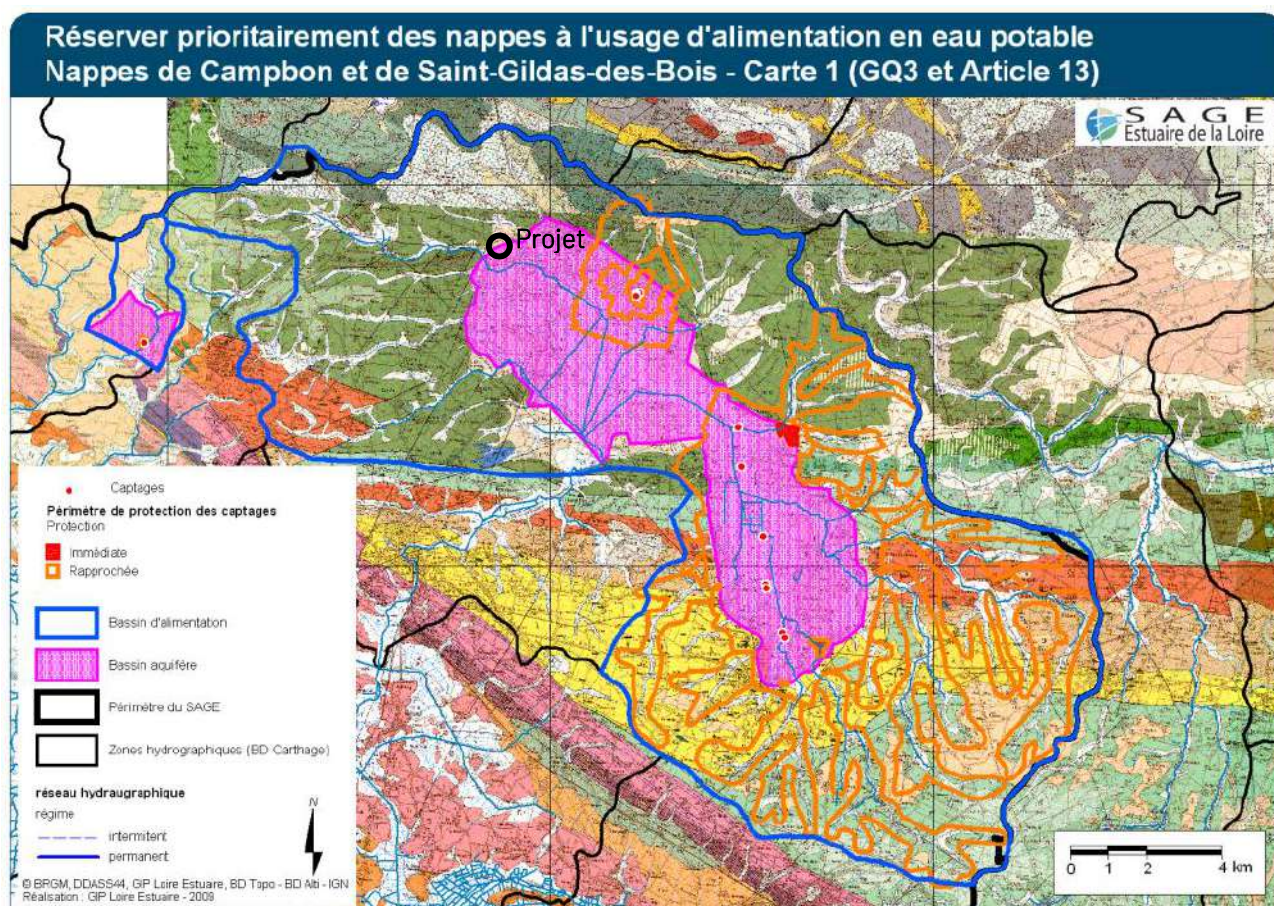 Réserver prioritairement des nappes à l'usage d'alimentation en eau potable
Nappes de Campbon et de Saint-Gildas-des-Bois - Carte 1 (GQ3 et Article 13)
SAGE
Estuaire de la Loire
Projet
Captages
Périmètre de protection des captages
Protection
Immédiate
Rapprochée
Bassin d'alimentation
Bassin aquifère
Périmètre du SAGE
Zones hydrographiques (BD Carthage)
réseau hydraugraphique
régime
intermitent
permanent
N
© BRGM, DDASS44, GIP Loire Estuaire, BD Topo - BD Alti - IGN
Réalisation : GIP Loire Estuaire - 2009
0 1 2 4 km